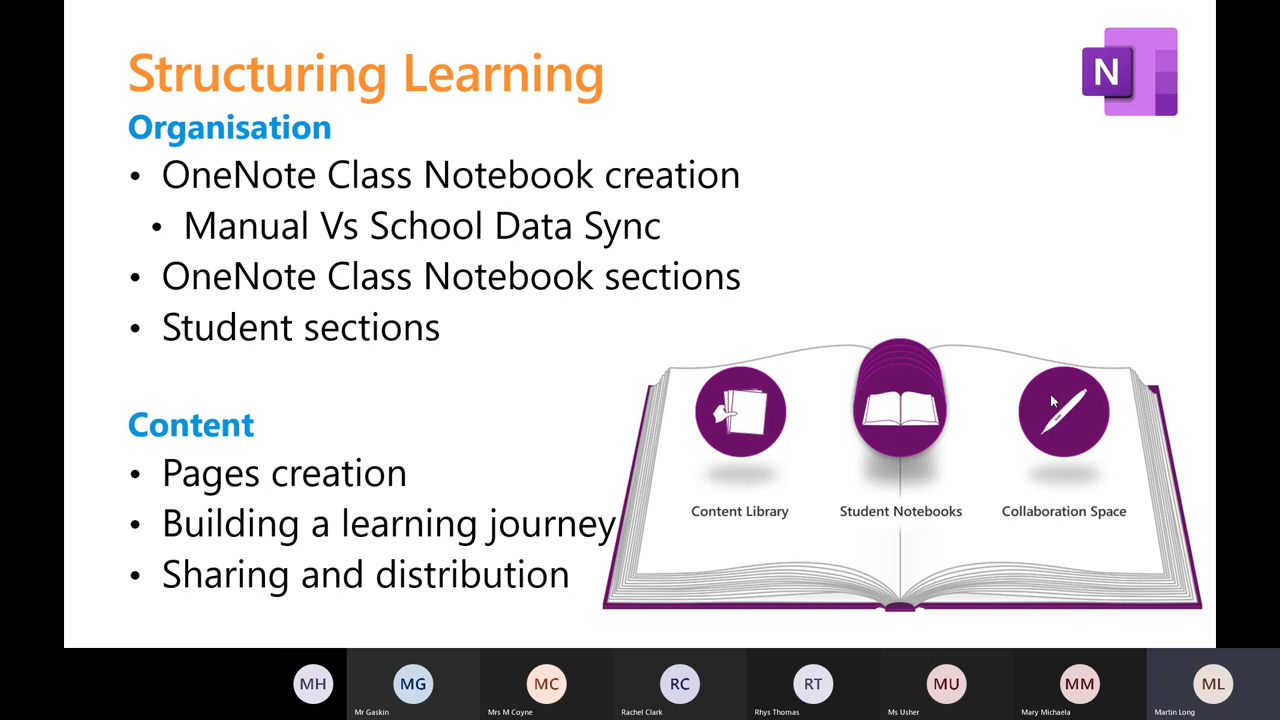 Structuring Learning
N
Organisation
• OneNote Class Notebook creation
• Manual Vs School Data Sync
• OneNote Class Notebook sections
• Student sections
Content
• Pages creation
• Building a learning journey
• Sharing and distribution
Content Library
Student Notebooks
Collaboration Space
MH
MG
Mr Gaskin
MC
Mrs M Coyne
RC
Rachel Clark
RT
Rhys Thomas
MU
Ms Usher
MM
Mary Michaela
ML
Martin Long